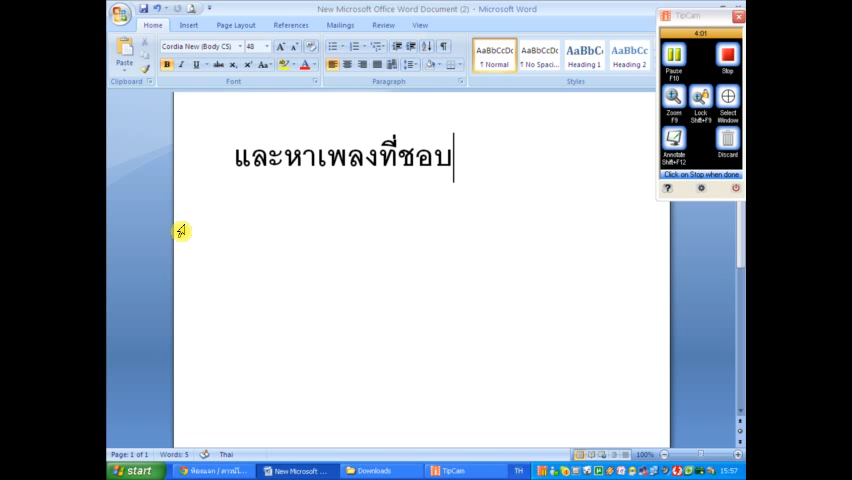 New Microsoft Office Word Document (2) - Microsoft Word
TipCam
4:01
Home Insert Page Layout References Mailings Review View
Cordia New (Body CS) 48
Paste
B I U abc x₂ x² Aa A
AaBbCcDc AaBbCcDc AaBbC AaBbCc
¶ Normal ¶ No Spaci... Heading 1 Heading 2
Clipboard Font Paragraph Styles
Pause F10
Stop
Zoom F9
Lock Shift+F9
Select Window
Annotate Shift+F12
Discard
Click on Stop when done
และหาเพลงที่ชอบ
Page: 1 of 1 Words: 5 Thai 100%
start
New Microsoft ...
Downloads
TipCam
TH
15:57